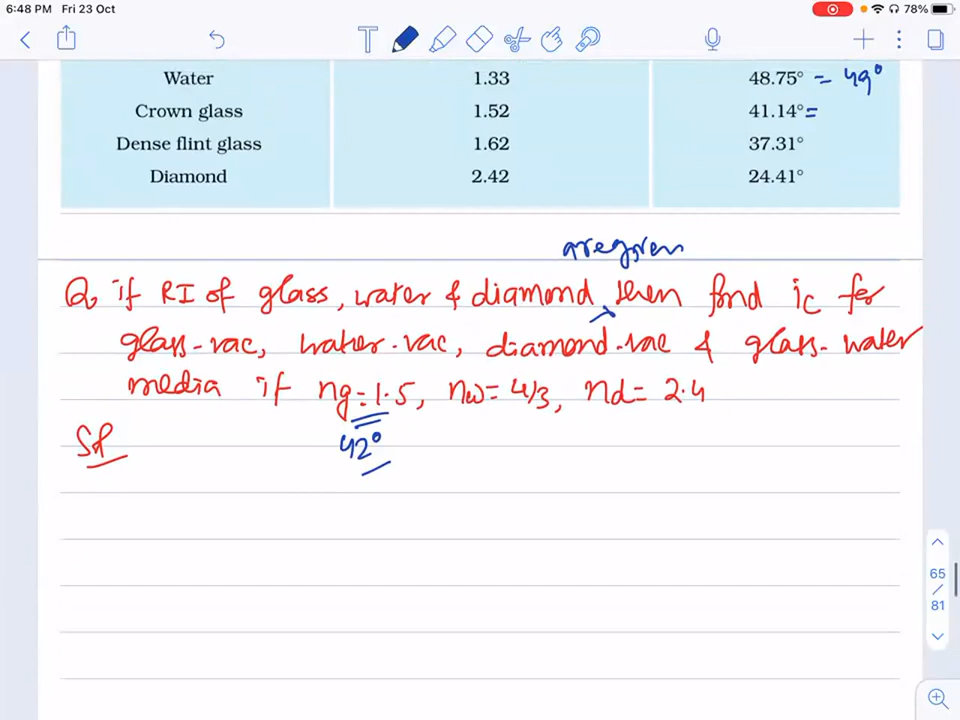 6:48 PM Fri 23 Oct 78%
Water 1.33 48.75° = 49°
Crown glass 1.52 41.14° =
Dense flint glass 1.62 37.31°
Diamond 2.42 24.41°
are given
Q. if RI of glass, water & diamond then find ic for
glass-vac, water-vac, diamond-vac & glass-water
media if ng = 1.5, nw = 4/3, nd = 2.4
Sol
42°
65
/
81